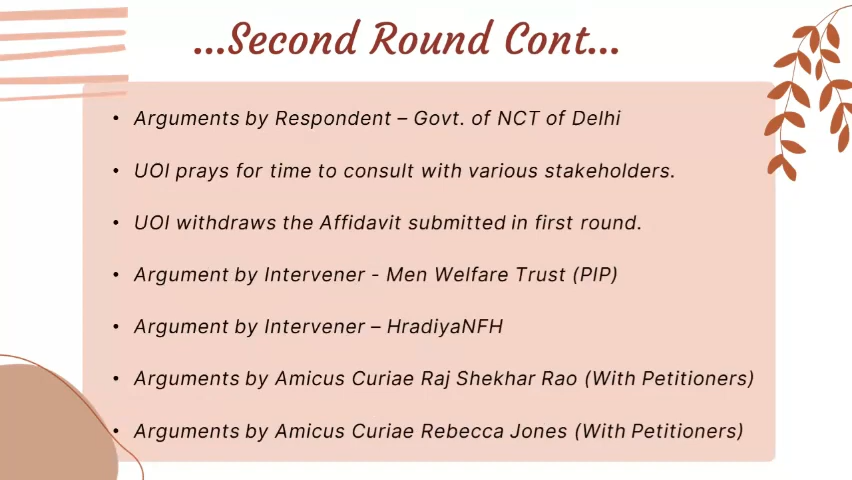 ...Second Round Cont...
• Arguments by Respondent – Govt. of NCT of Delhi
• UOI prays for time to consult with various stakeholders.
• UOI withdraws the Affidavit submitted in first round.
• Argument by Intervener - Men Welfare Trust (PIP)
• Argument by Intervener – HradiyaNFH
• Arguments by Amicus Curiae Raj Shekhar Rao (With Petitioners)
• Arguments by Amicus Curiae Rebecca Jones (With Petitioners)